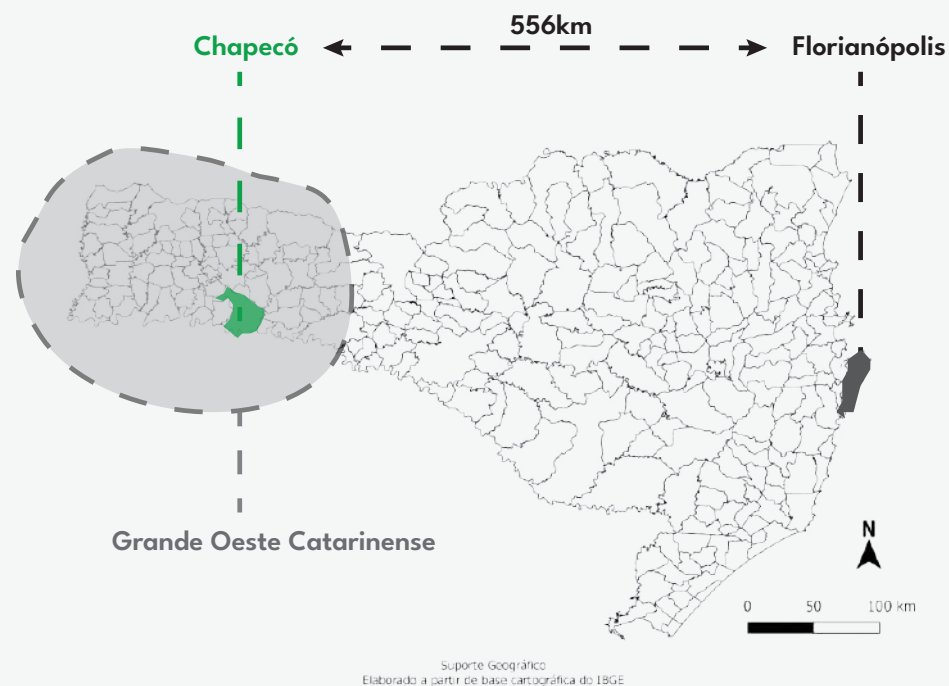 556km
Chapecó
Florianópolis
Grande Oeste Catarinense
N
0 50 100 km
Suporte Geográfico
Elaborado a partir de base cartográfica do IBGE